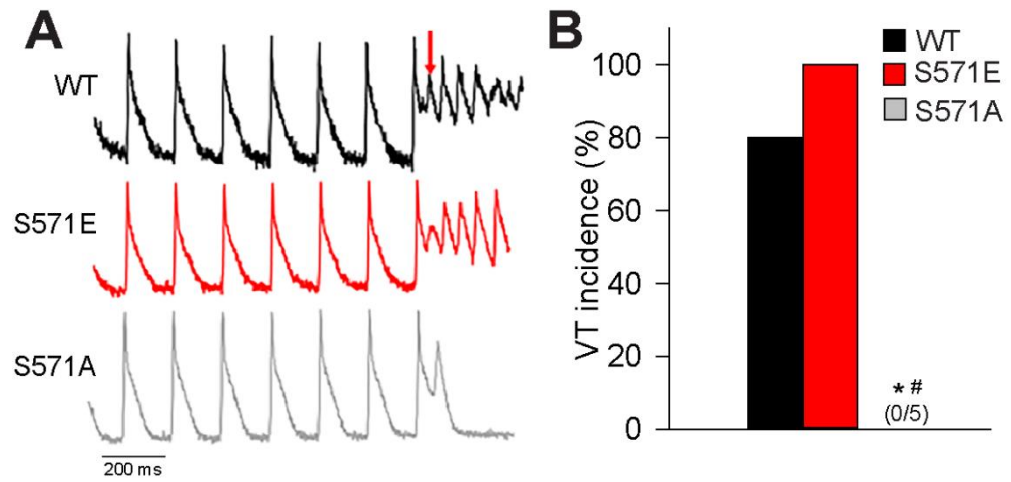 A
WT
S571E
S571A
200 ms
B
WT
S571E
S571A
VT incidence (%)
100
80
60
40
20
0
* #
(0/5)